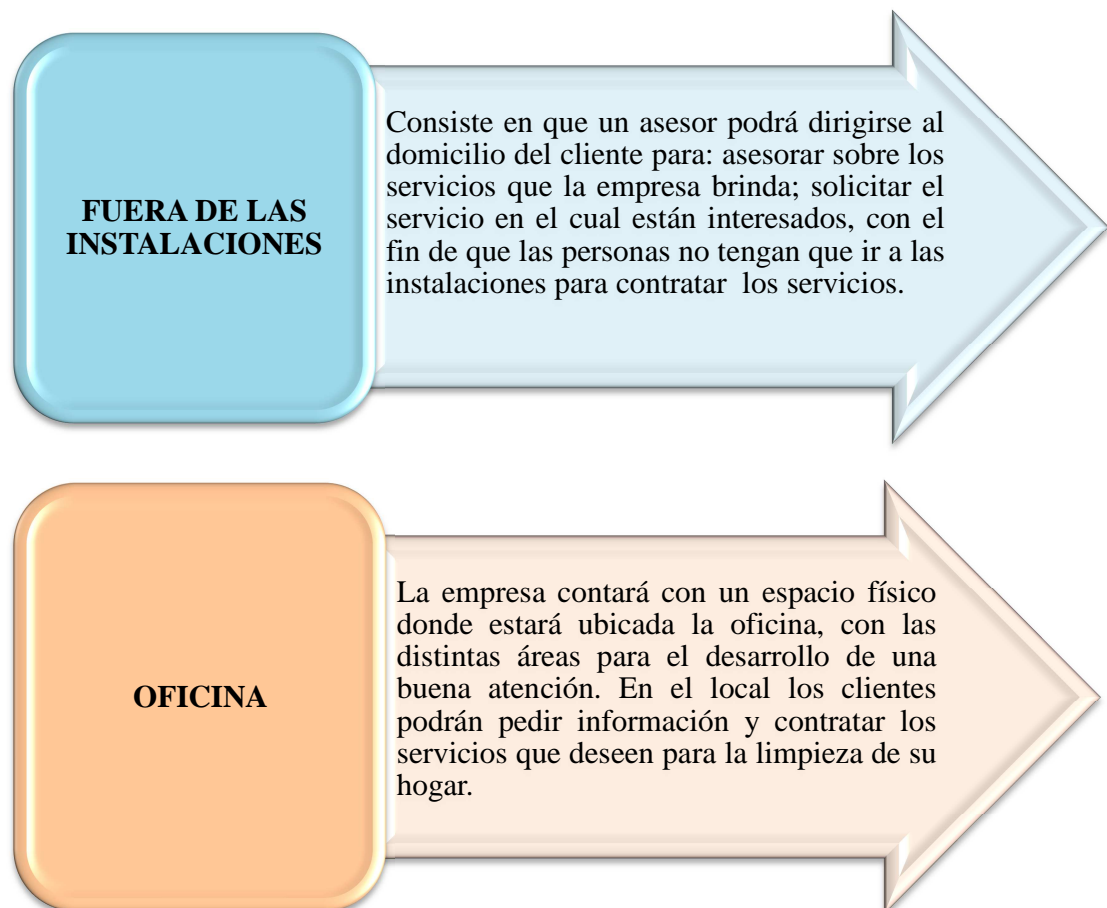 FUERA DE LAS
INSTALACIONES
Consiste en que un asesor podrá dirigirse al
domicilio del cliente para: asesorar sobre los
servicios que la empresa brinda; solicitar el
servicio en el cual están interesados, con el
fin de que las personas no tengan que ir a las
instalaciones para contratar los servicios.
OFICINA
La empresa contará con un espacio físico
donde estará ubicada la oficina, con las
distintas áreas para el desarrollo de una
buena atención. En el local los clientes
podrán pedir información y contratar los
servicios que deseen para la limpieza de su
hogar.